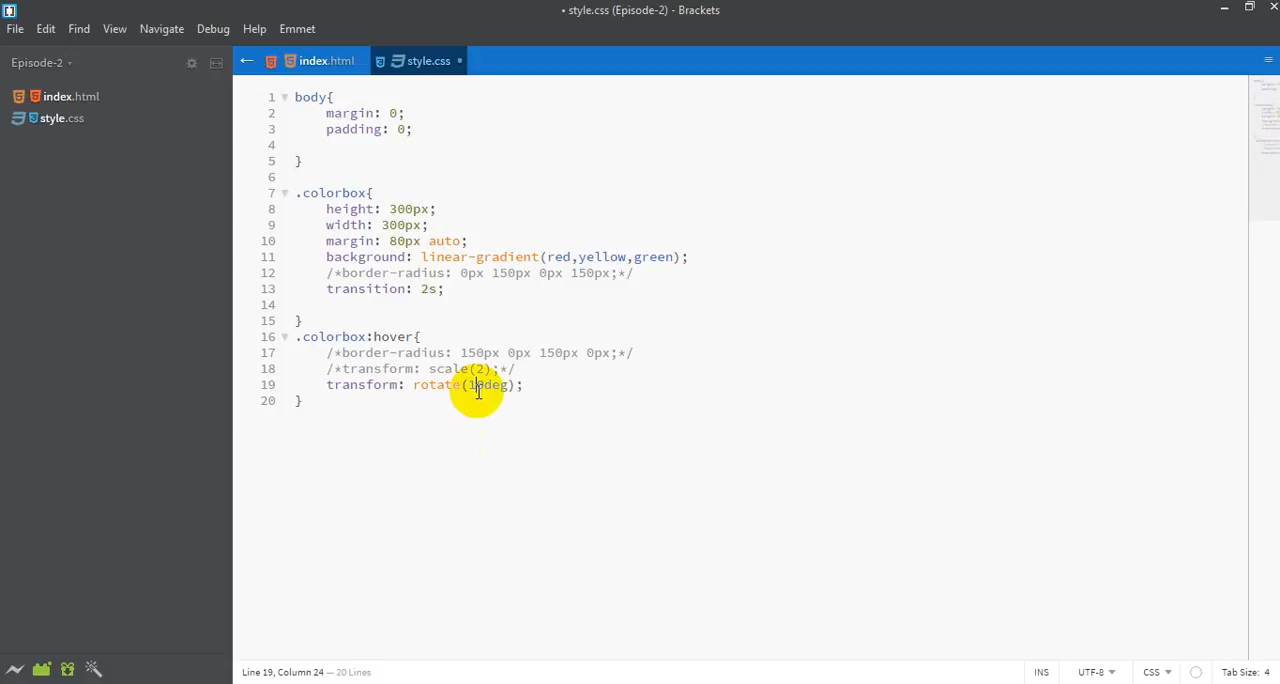 • style.css (Episode-2) - Brackets
File Edit Find View Navigate Debug Help Emmet
Episode-2
index.html
style.css
index.html
style.css •
1 body{
2 margin: 0;
3 padding: 0;
4
5 }
6
7 .colorbox{
8 height: 300px;
9 width: 300px;
10 margin: 80px auto;
11 background: linear-gradient(red,yellow,green);
12 /*border-radius: 0px 150px 0px 150px;*/
13 transition: 2s;
14
15 }
16 .colorbox:hover{
17 /*border-radius: 150px 0px 150px 0px;*/
18 /*transform: scale(2);*/
19 transform: rotate(10deg);
20 }
Line 19, Column 24 — 20 Lines
INS UTF-8 CSS Tab Size: 4